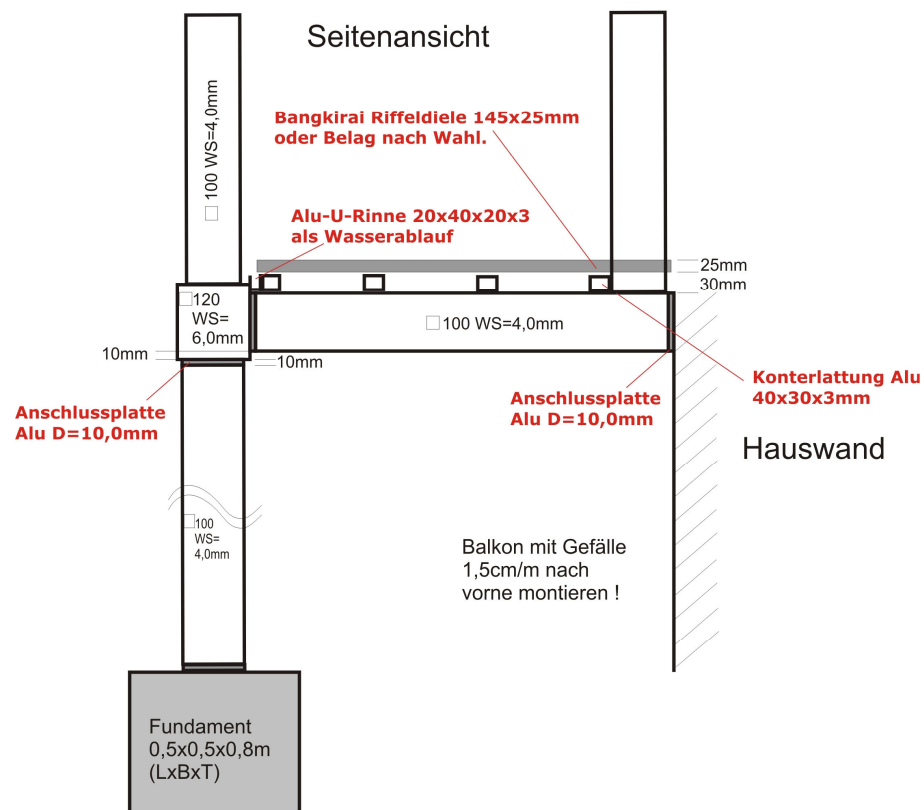 Seitenansicht
□ 100 WS=4,0mm
Bangkirai Riffeldiele 145x25mm
oder Belag nach Wahl.
Alu-U-Rinne 20x40x20x3
als Wasserablauf
25mm
30mm
□120
WS=
6,0mm
□ 100 WS=4,0mm
10mm
10mm
Anschlussplatte
Alu D=10,0mm
Anschlussplatte
Alu D=10,0mm
Konterlattung Alu
40x30x3mm
Hauswand
□100
WS=
4,0mm
Balkon mit Gefälle
1,5cm/m nach
vorne montieren !
Fundament
0,5x0,5x0,8m
(LxBxT)